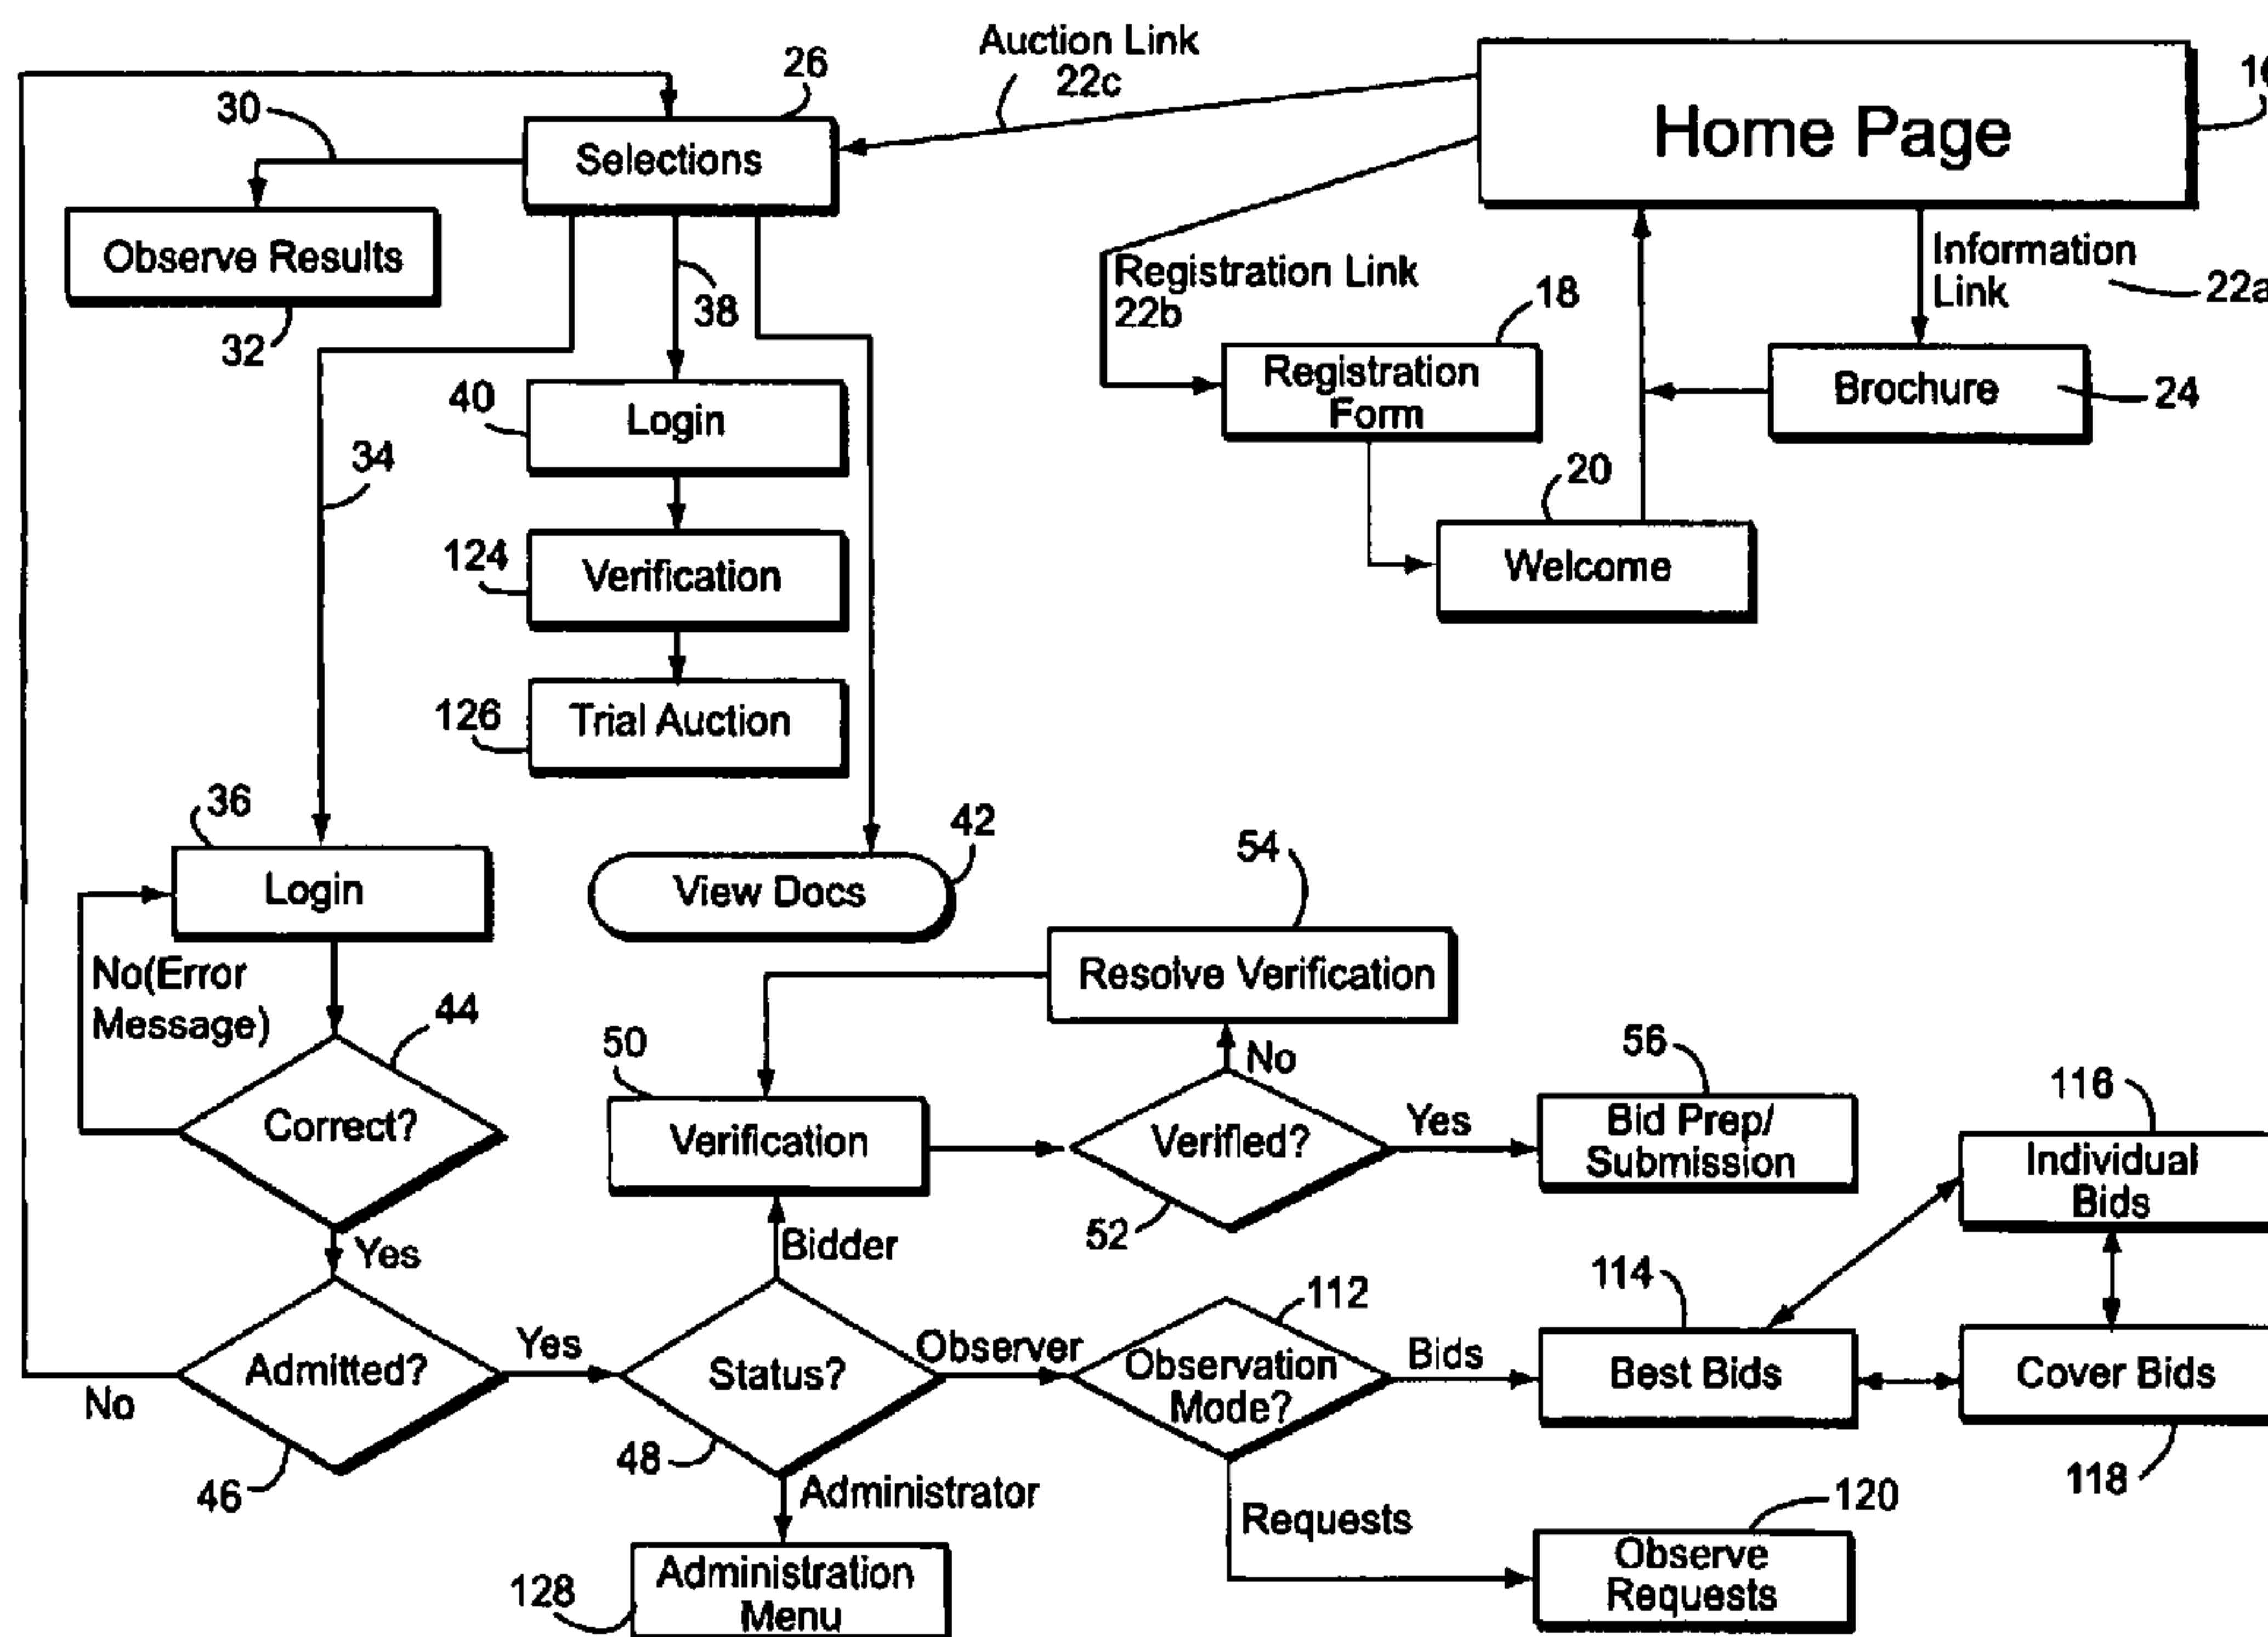 Auction Link
22c
26
30
Home Page
Selections
Observe Results
32
38
Registration Link
22b
Information
Link
22a
18
Registration
Form
Brochure
24
40
Login
34
20
Welcome
124
Verification
126
Trial Auction
36
Login
42
View Docs
54
Resolve Verification
No(Error
Message)
44
Correct?
Yes
50
Verification
No
Verified?
52
Yes
56
Bid Prep/
Submission
116
Individual
Bids
Bidder
Admitted?
No
46
Yes
Status?
48
Observer
112
Observation
Mode?
Bids
114
Best Bids
Cover Bids
118
Administrator
128
Administration
Menu
Requests
120
Observe
Requests